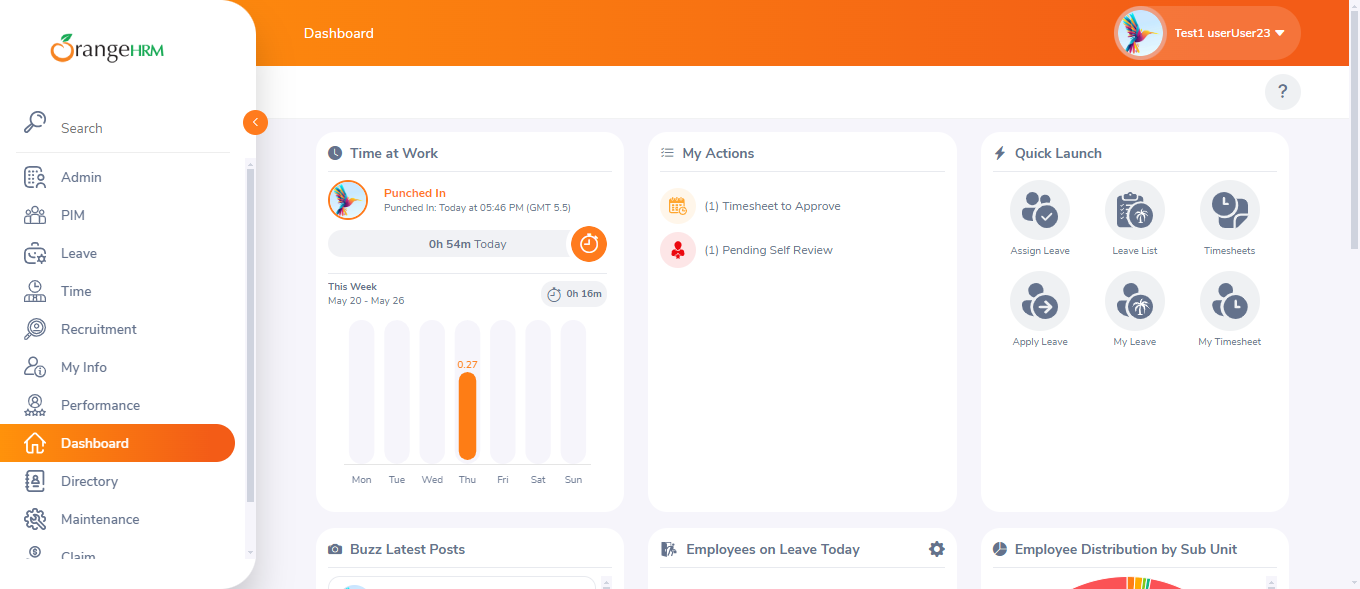 OrangeHRM
Search
Admin
PIM
Leave
Time
Recruitment
My Info
Performance
Dashboard
Directory
Maintenance
Claim
Dashboard
Test1 userUser23
?
Time at Work
Punched In
Punched In: Today at 05:46 PM (GMT 5.5)
0h 54m Today
This Week
May 20 - May 26
0h 16m
0.27
Mon Tue Wed Thu Fri Sat Sun
My Actions
(1) Timesheet to Approve
(1) Pending Self Review
Quick Launch
Assign Leave
Leave List
Timesheets
Apply Leave
My Leave
My Timesheet
Buzz Latest Posts
Employees on Leave Today
Employee Distribution by Sub Unit